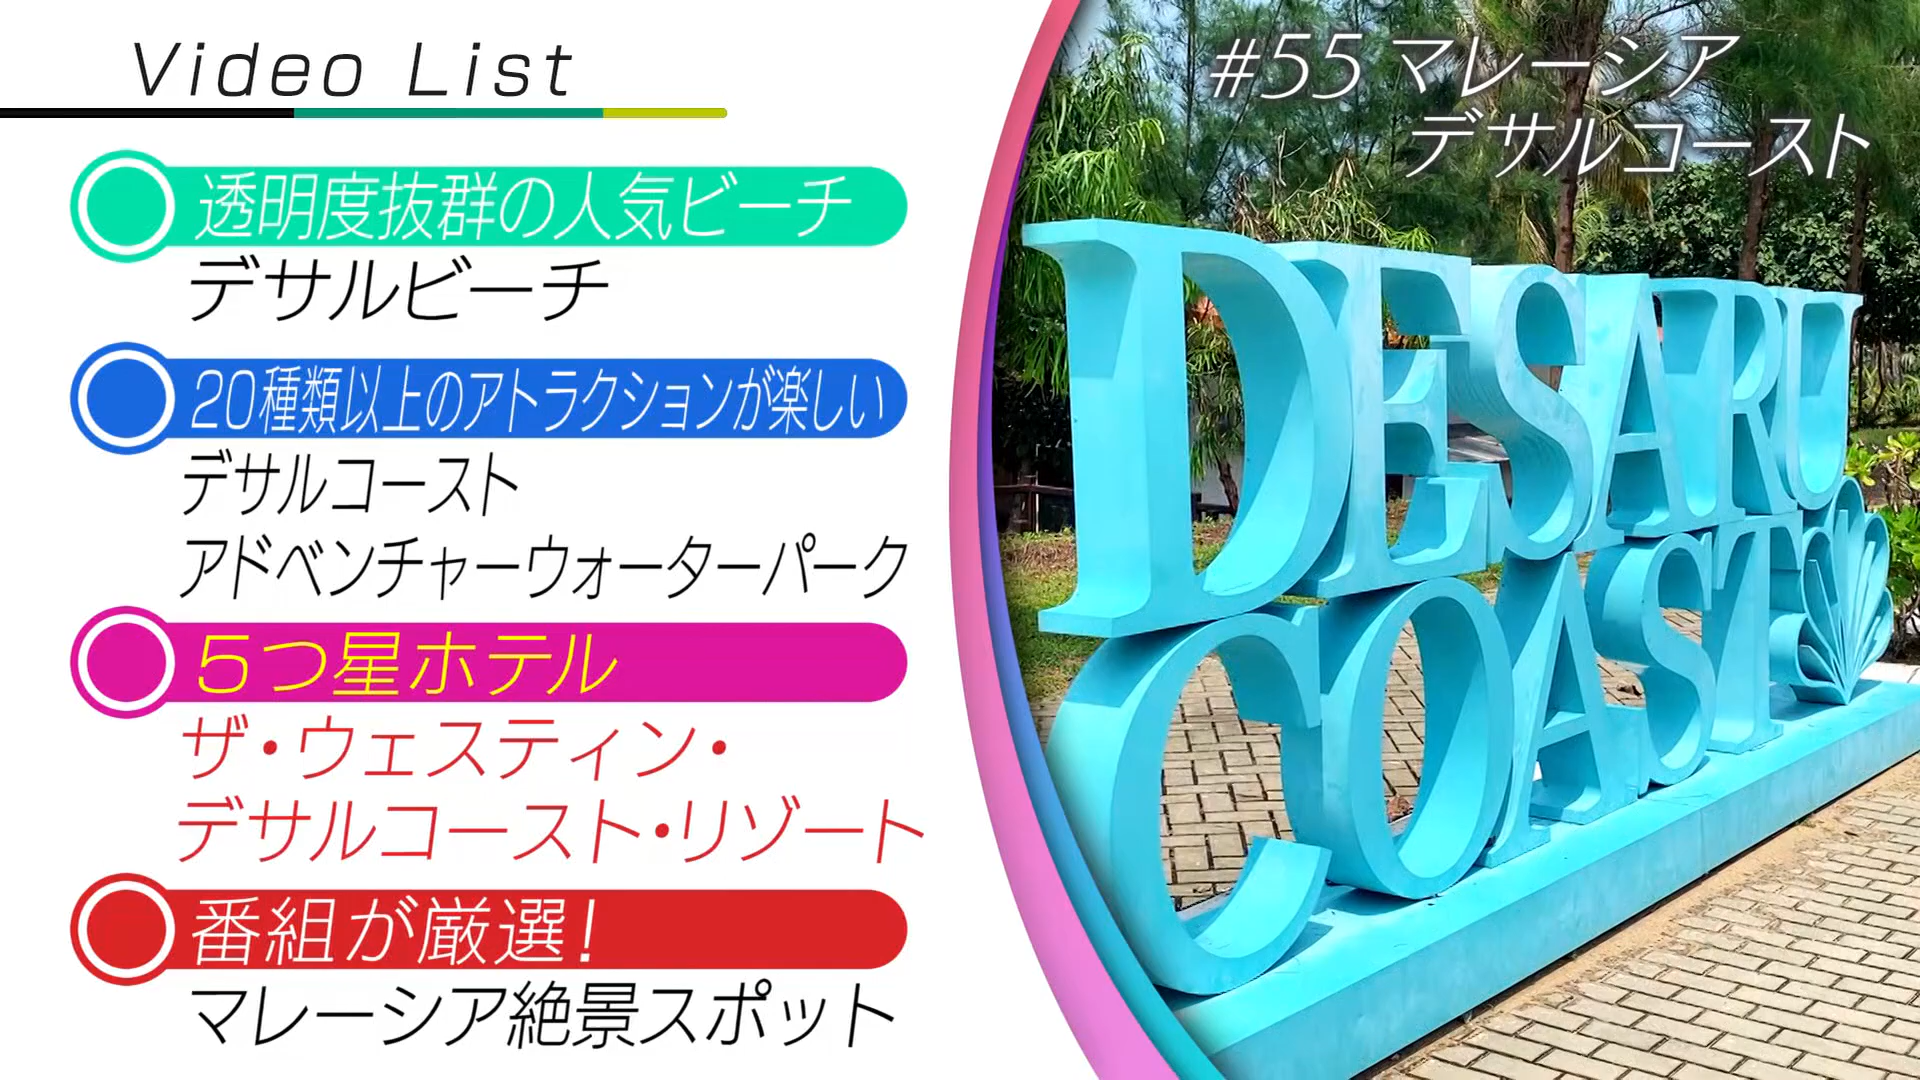 Video List
透明度抜群の人気ビーチ
デサルビーチ
20種類以上のアトラクションが楽しい
デサルコースト
アドベンチャーウォーターパーク
5つ星ホテル
ザ・ウェスティン・
デサルコースト・リゾート
番組が厳選!
マレーシア絶景スポット
#55マレーシア
デサルコースト
DESARU
COAST